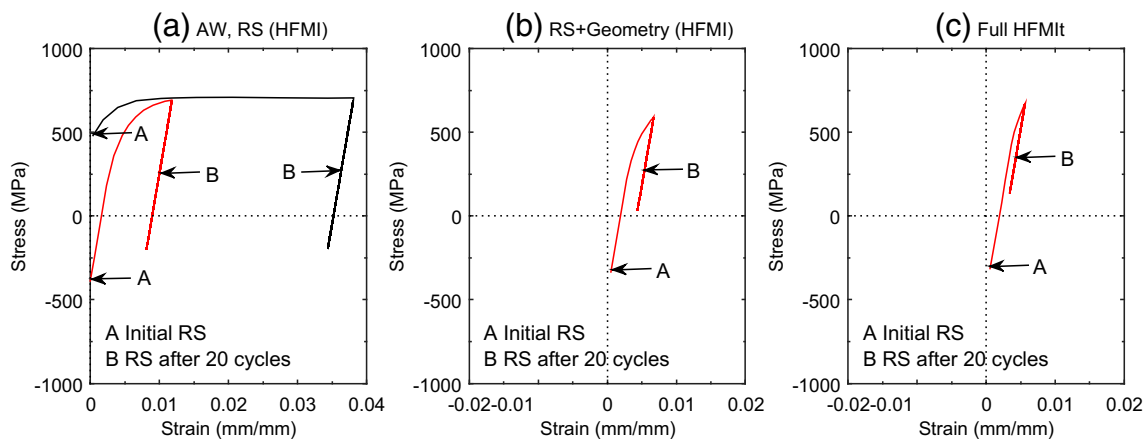 (a) AW, RS (HFMI)
1000
500
0
-500
-1000
Stress (MPa)
A
B
B
A
A Initial RS
B RS after 20 cycles
0
0.01
0.02
0.03
0.04
Strain (mm/mm)
(b) RS+Geometry (HFMI)
1000
500
0
-500
-1000
Stress (MPa)
B
A
A Initial RS
B RS after 20 cycles
-0.02
-0.01
0
0.01
0.02
Strain (mm/mm)
(c) Full HFMIt
1000
500
0
-500
-1000
Stress (MPa)
B
A
A Initial RS
B RS after 20 cycles
-0.02
-0.01
0
0.01
0.02
Strain (mm/mm)